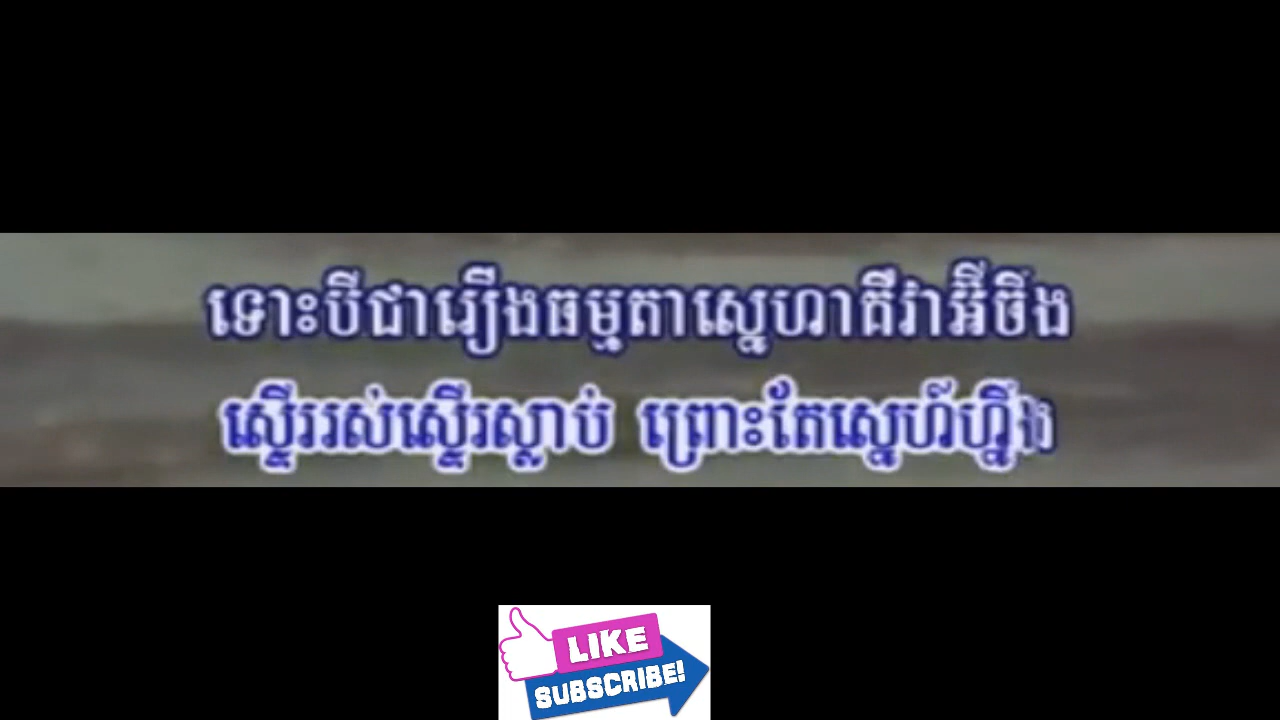 ទោះបីជារឿងធម្មតាស្នេហាគឺវាអ៊ីចឹង
ស្ទើររស់ស្ទើរស្លាប់ ព្រោះតែស្នេហ៍ហ្នឹង
LIKE
SUBSCRIBE!